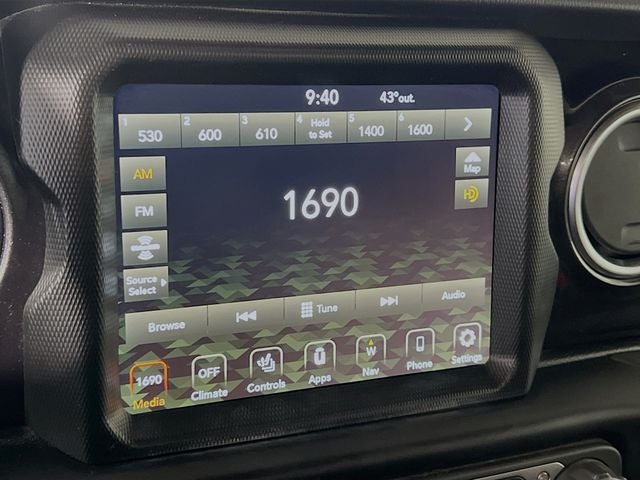 9:40 43°out.
1 530 2 600 3 610 4 Hold to Set 5 1400 6 1600
AM
Map
1690
FM
HD
Source Select
Browse Tune Audio
1690 OFF W
Media Climate Controls Apps Nav Phone Settings